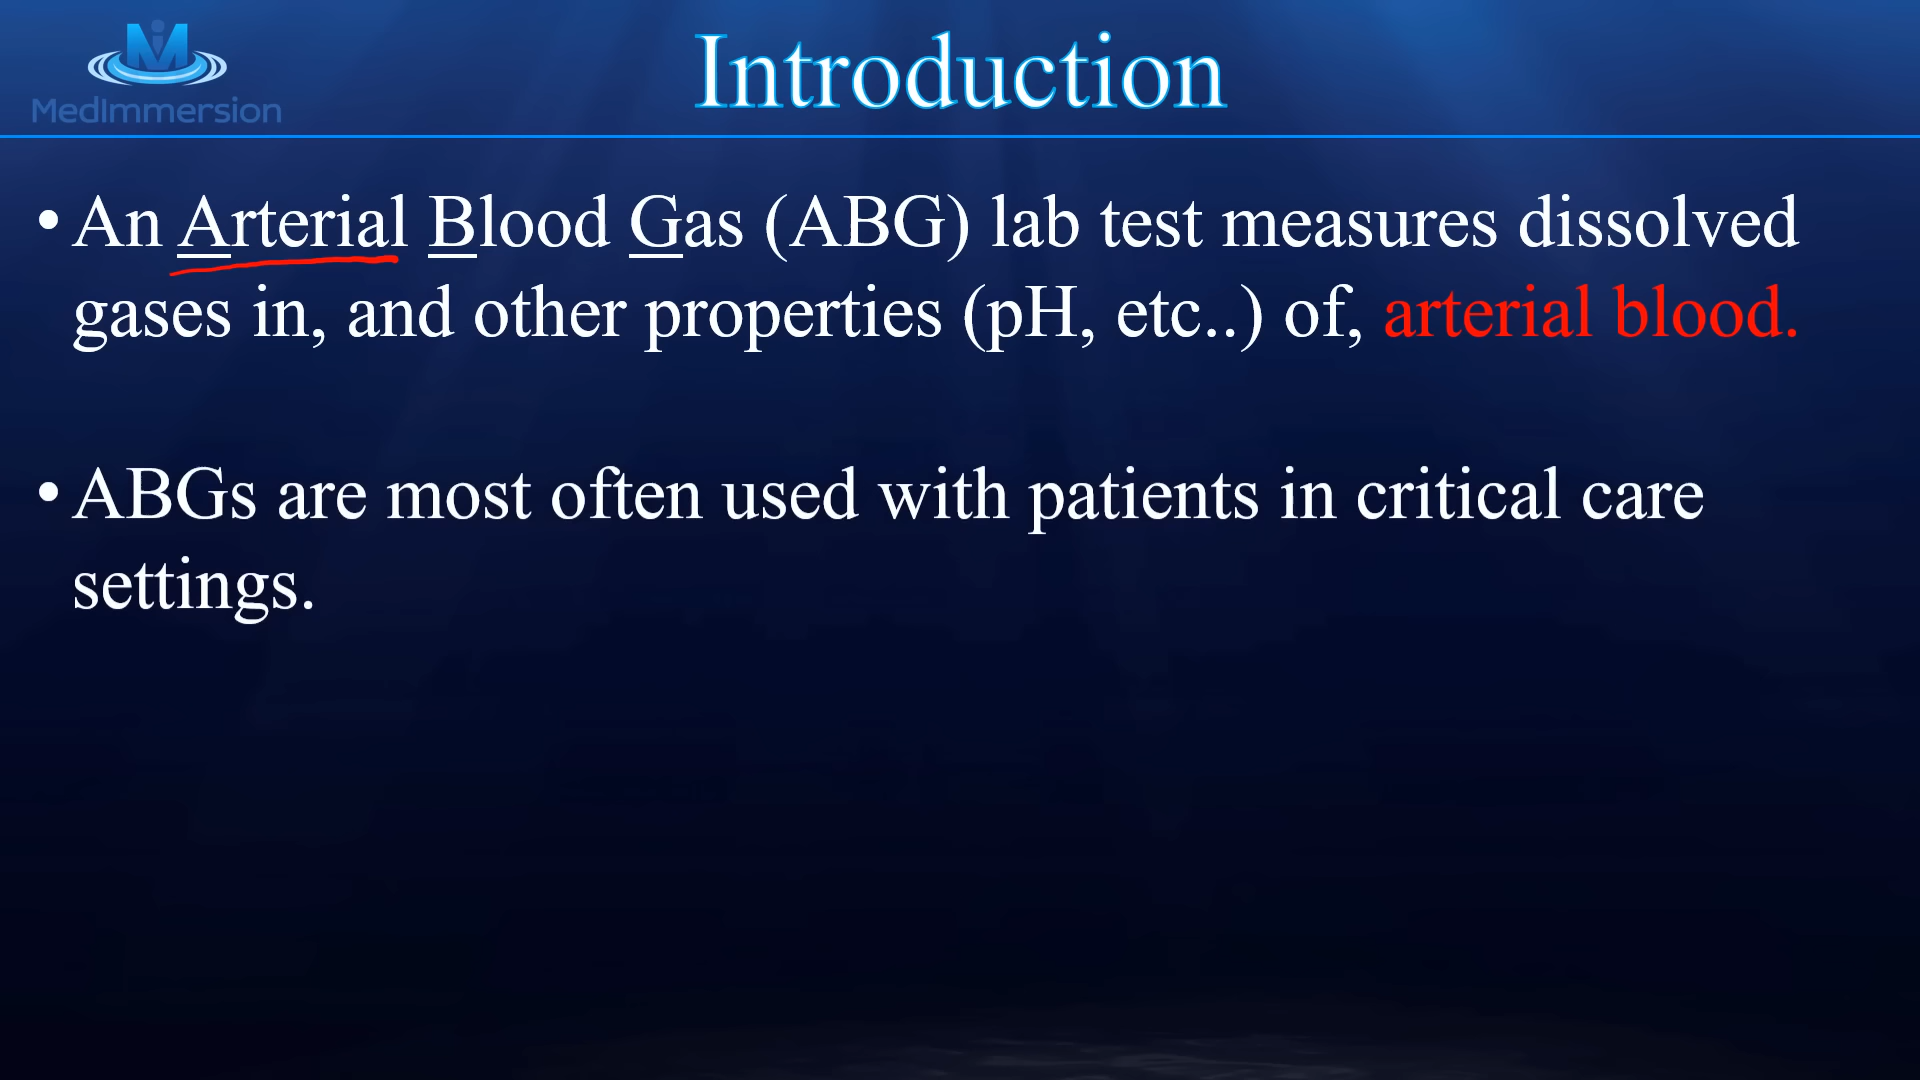 MedImmersion
Introduction
• An Arterial Blood Gas (ABG) lab test measures dissolved
gases in, and other properties (pH, etc..) of, arterial blood.
• ABGs are most often used with patients in critical care
settings.